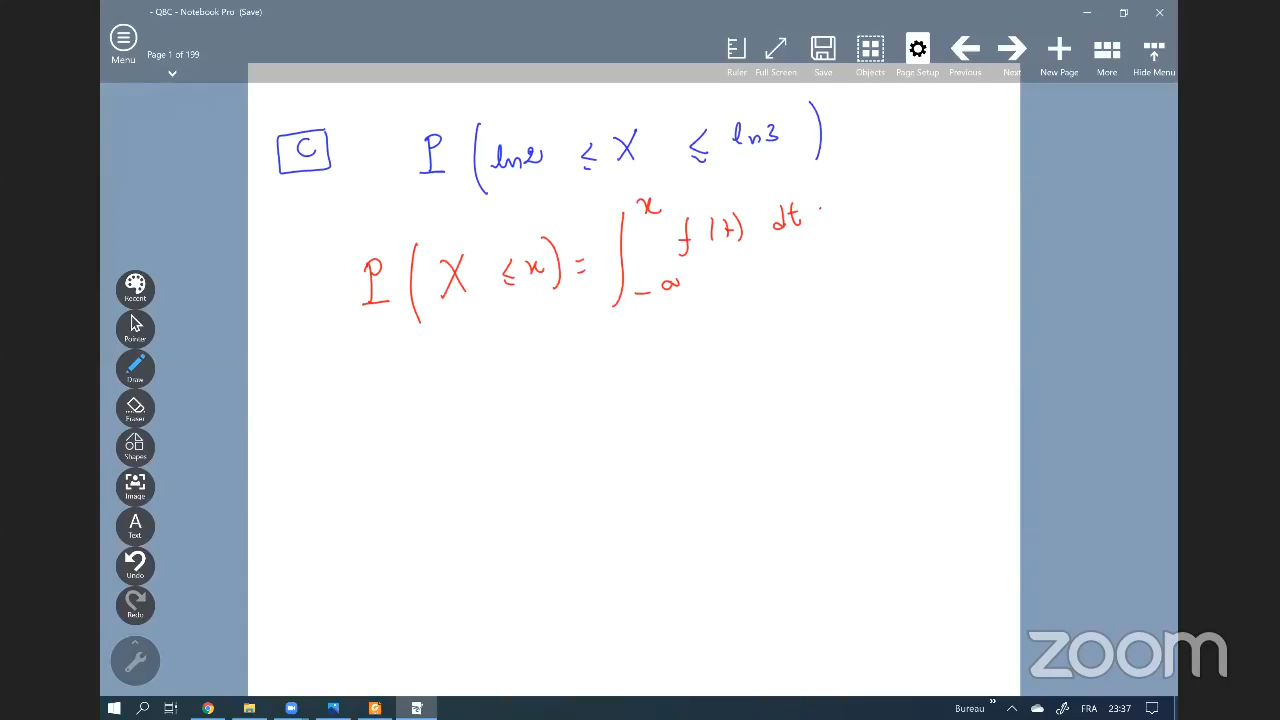 - QBC - Notebook Pro (Save)
Menu
Page 1 of 199
Ruler Full Screen Save Objects Page Setup Previous Next New Page More Hide Menu
C P(ln2 ≤ X ≤ ln3)
P(X ≤ x) = ∫_{-∞}^{x} f(t) dt.
Recent
Pointer
Draw
Eraser
Shapes
Image
A
Text
Undo
Redo
zoom
Bureau » FRA 23:37